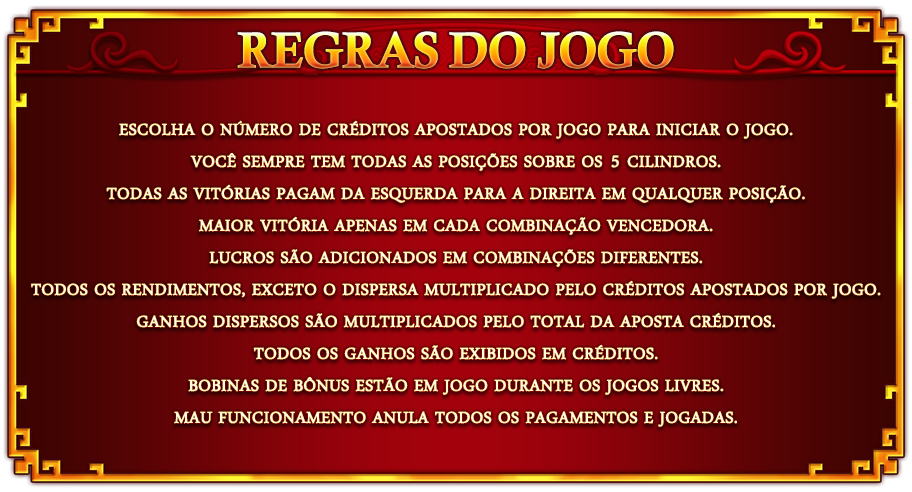 REGRAS DO JOGO
ESCOLHA O NÚMERO DE CRÉDITOS APOSTADOS POR JOGO PARA INICIAR O JOGO.
VOCÊ SEMPRE TEM TODAS AS POSIÇÕES SOBRE OS 5 CILINDROS.
TODAS AS VITÓRIAS PAGAM DA ESQUERDA PARA A DIREITA EM QUALQUER POSIÇÃO.
MAIOR VITÓRIA APENAS EM CADA COMBINAÇÃO VENCEDORA.
LUCROS SÃO ADICIONADOS EM COMBINAÇÕES DIFERENTES.
TODOS OS RENDIMENTOS, EXCETO O DISPERSA MULTIPLICADO PELO CRÉDITOS APOSTADOS POR JOGO.
GANHOS DISPERSOS SÃO MULTIPLICADOS PELO TOTAL DA APOSTA CRÉDITOS.
TODOS OS GANHOS SÃO EXIBIDOS EM CRÉDITOS.
BOBINAS DE BÔNUS ESTÃO EM JOGO DURANTE OS JOGOS LIVRES.
MAU FUNCIONAMENTO ANULA TODOS OS PAGAMENTOS E JOGADAS.